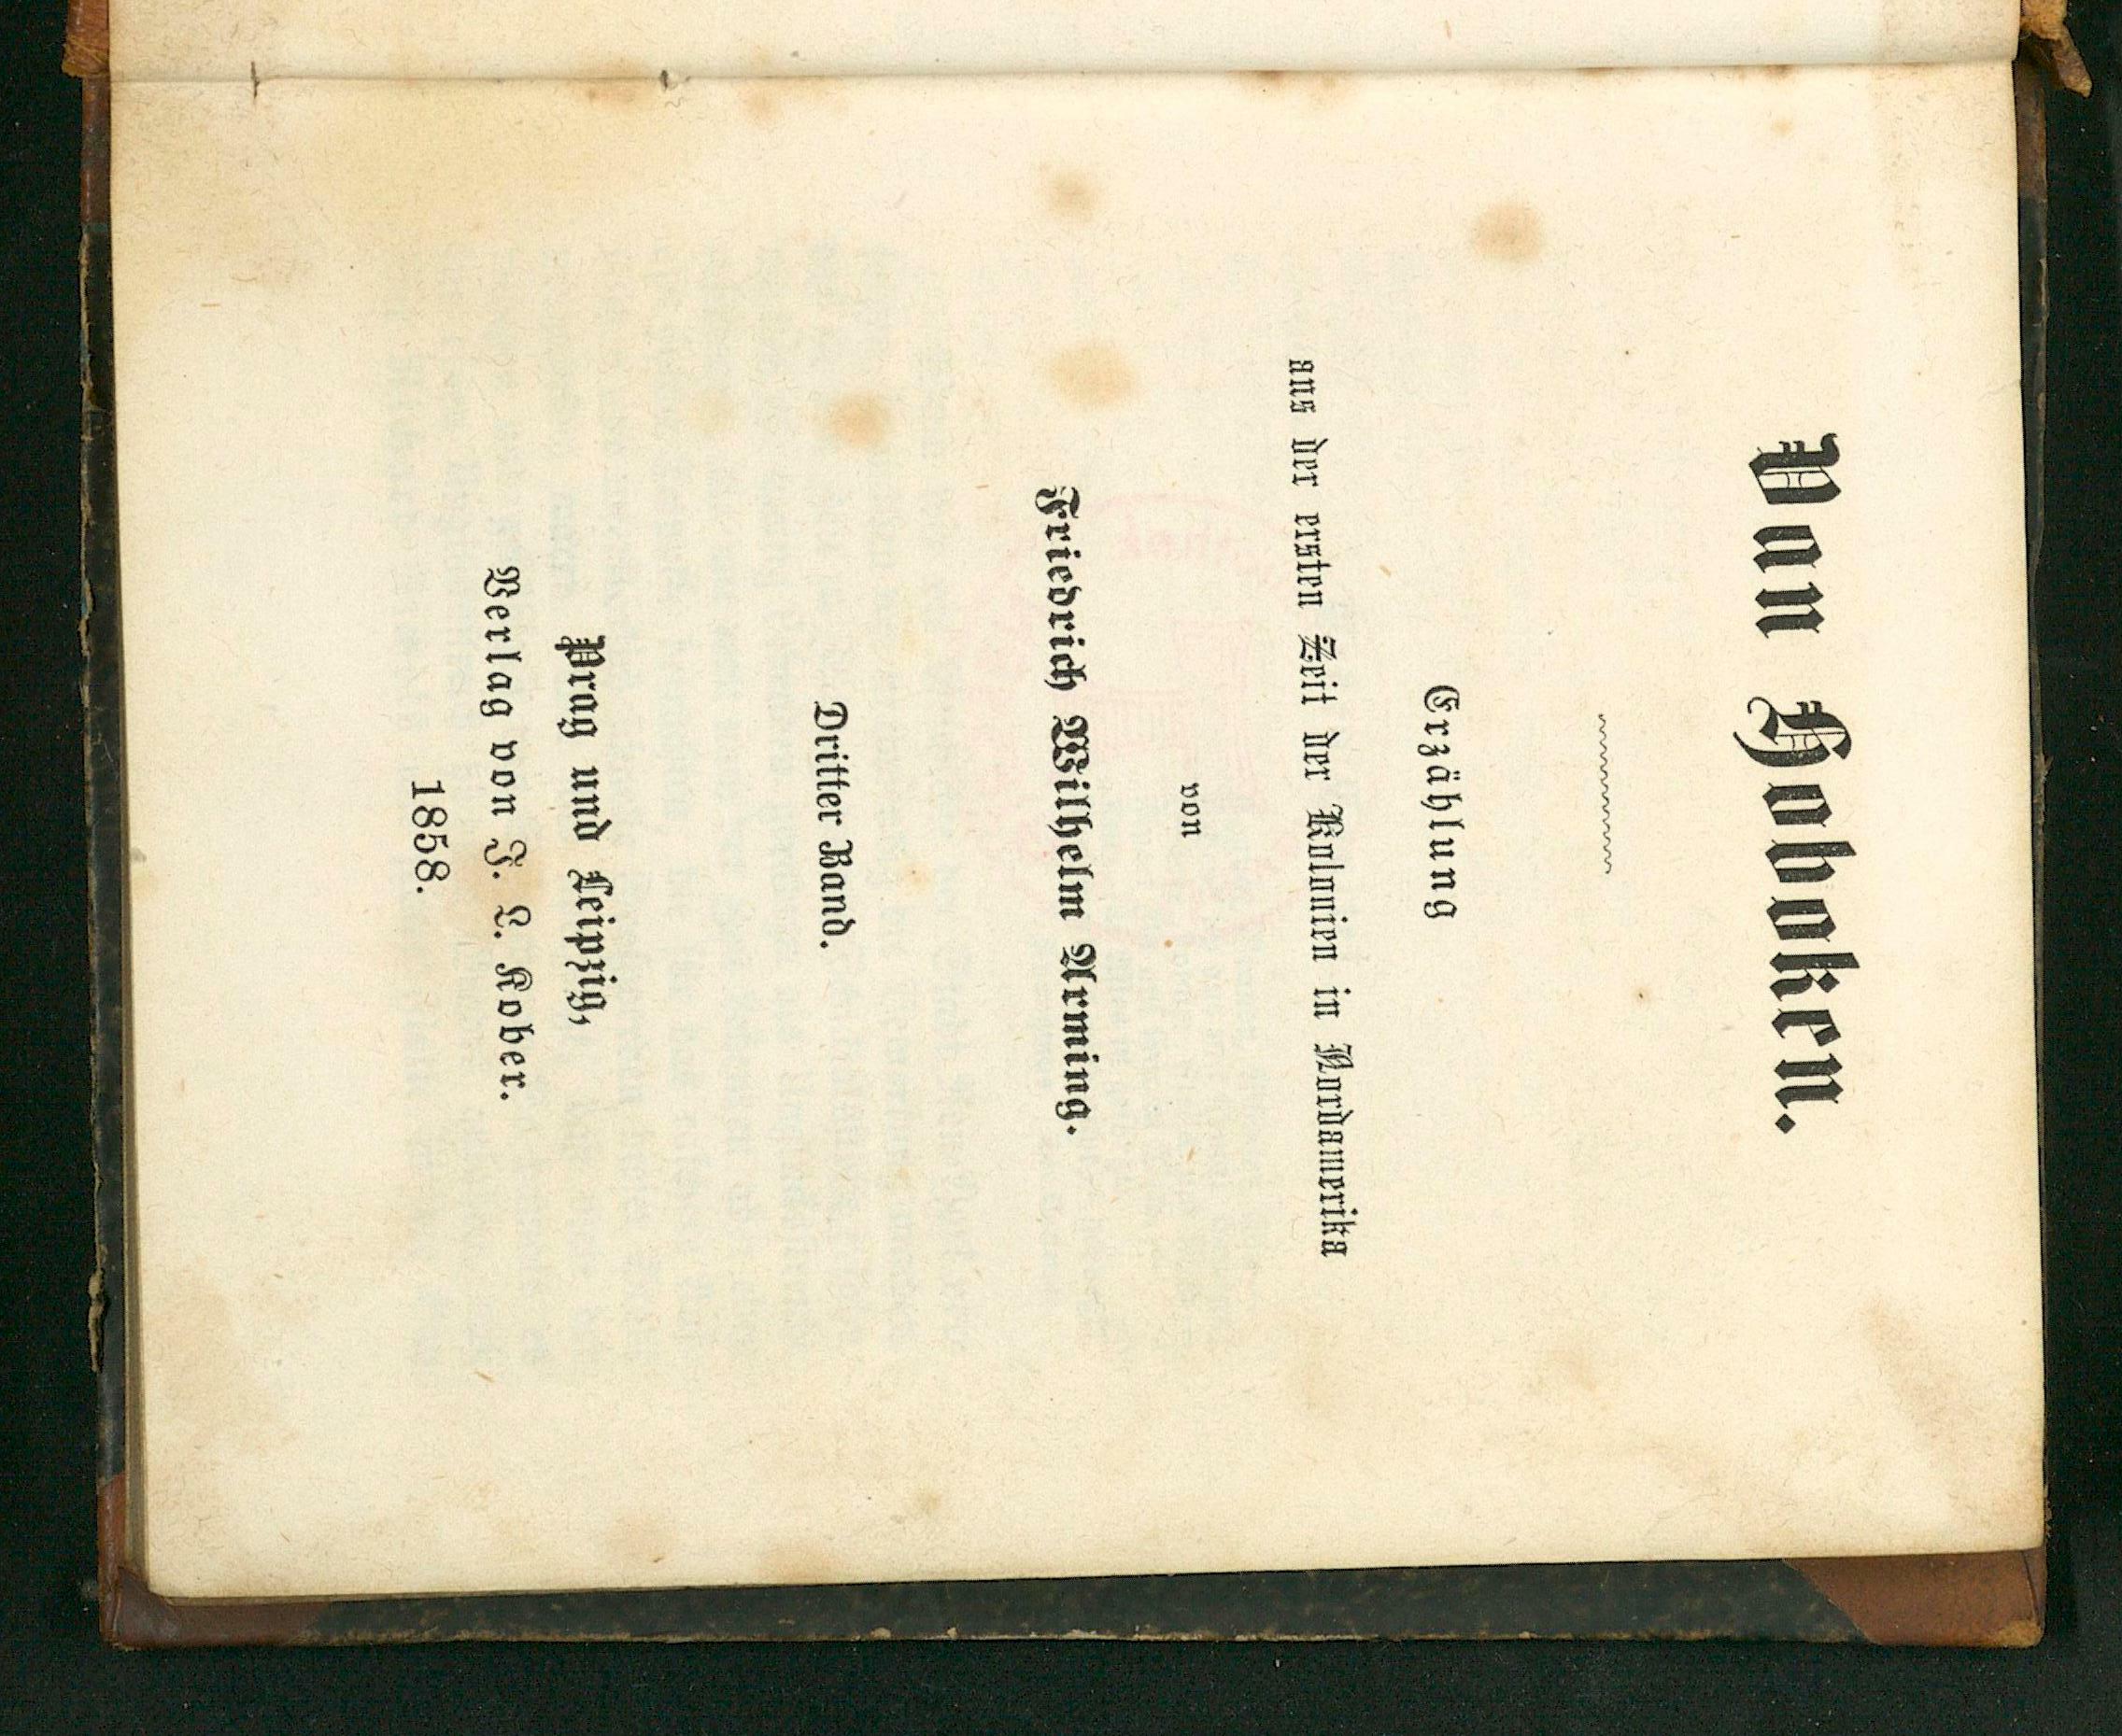 Van Hoboken.
Erzählung
aus der ersten Zeit der Kolonien in Nordamerika
von
Friedrich Wilhelm Arming.
Dritter Band.
Prag und Leipzig,
Verlag von I. L. Kober.
1858.